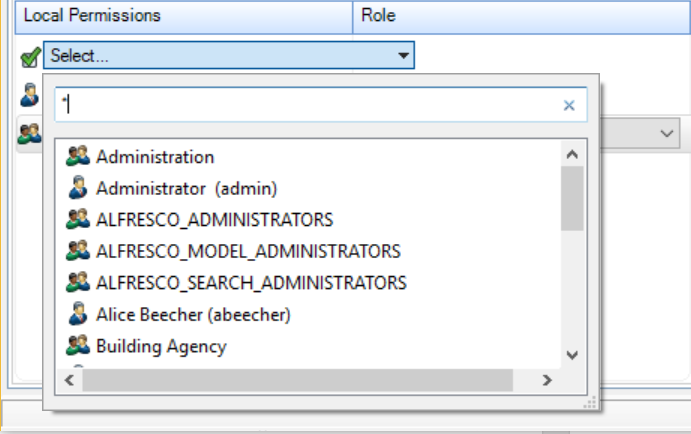 Local Permissions Role
Select...
*
Administration
Administrator (admin)
ALFRESCO_ADMINISTRATORS
ALFRESCO_MODEL_ADMINISTRATORS
ALFRESCO_SEARCH_ADMINISTRATORS
Alice Beecher (abeecher)
Building Agency